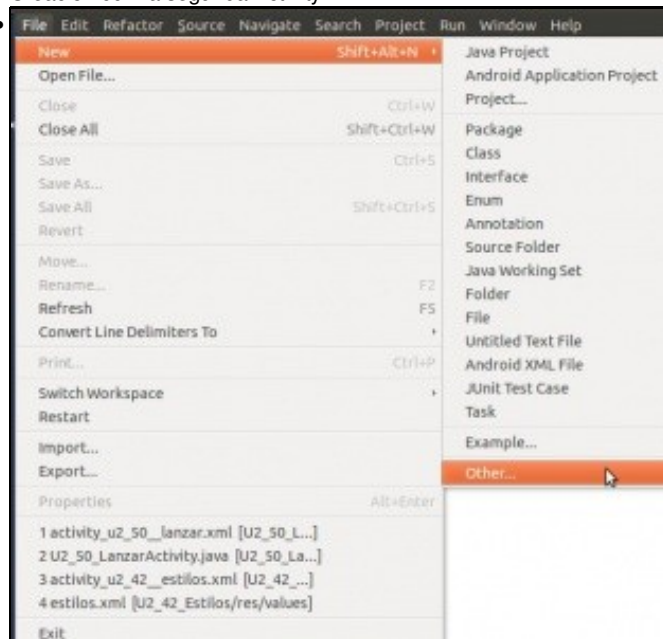 File Edit Refactor Source Navigate Search Project Run Window Help
New Shift+Alt+N
Open File...
Close Ctrl+W
Close All Shift+Ctrl+W
Save Ctrl+S
Save As...
Save All Shift+Ctrl+S
Revert
Move...
Rename... F2
Refresh F5
Convert Line Delimiters To
Print... Ctrl+P
Switch Workspace
Restart
Import...
Export...
Properties Alt+Enter
1 activity_u2_50__lanzar.xml [U2_50_L...]
2 U2_50_LanzarActivity.java [U2_50_La...]
3 activity_u2_42__estilos.xml [U2_42_...]
4 estilos.xml [U2_42_Estilos/res/values]
Exit
Java Project
Android Application Project
Project...
Package
Class
Interface
Enum
Annotation
Source Folder
Java Working Set
Folder
File
Untitled Text File
Android XML File
JUnit Test Case
Task
Example...
Other...